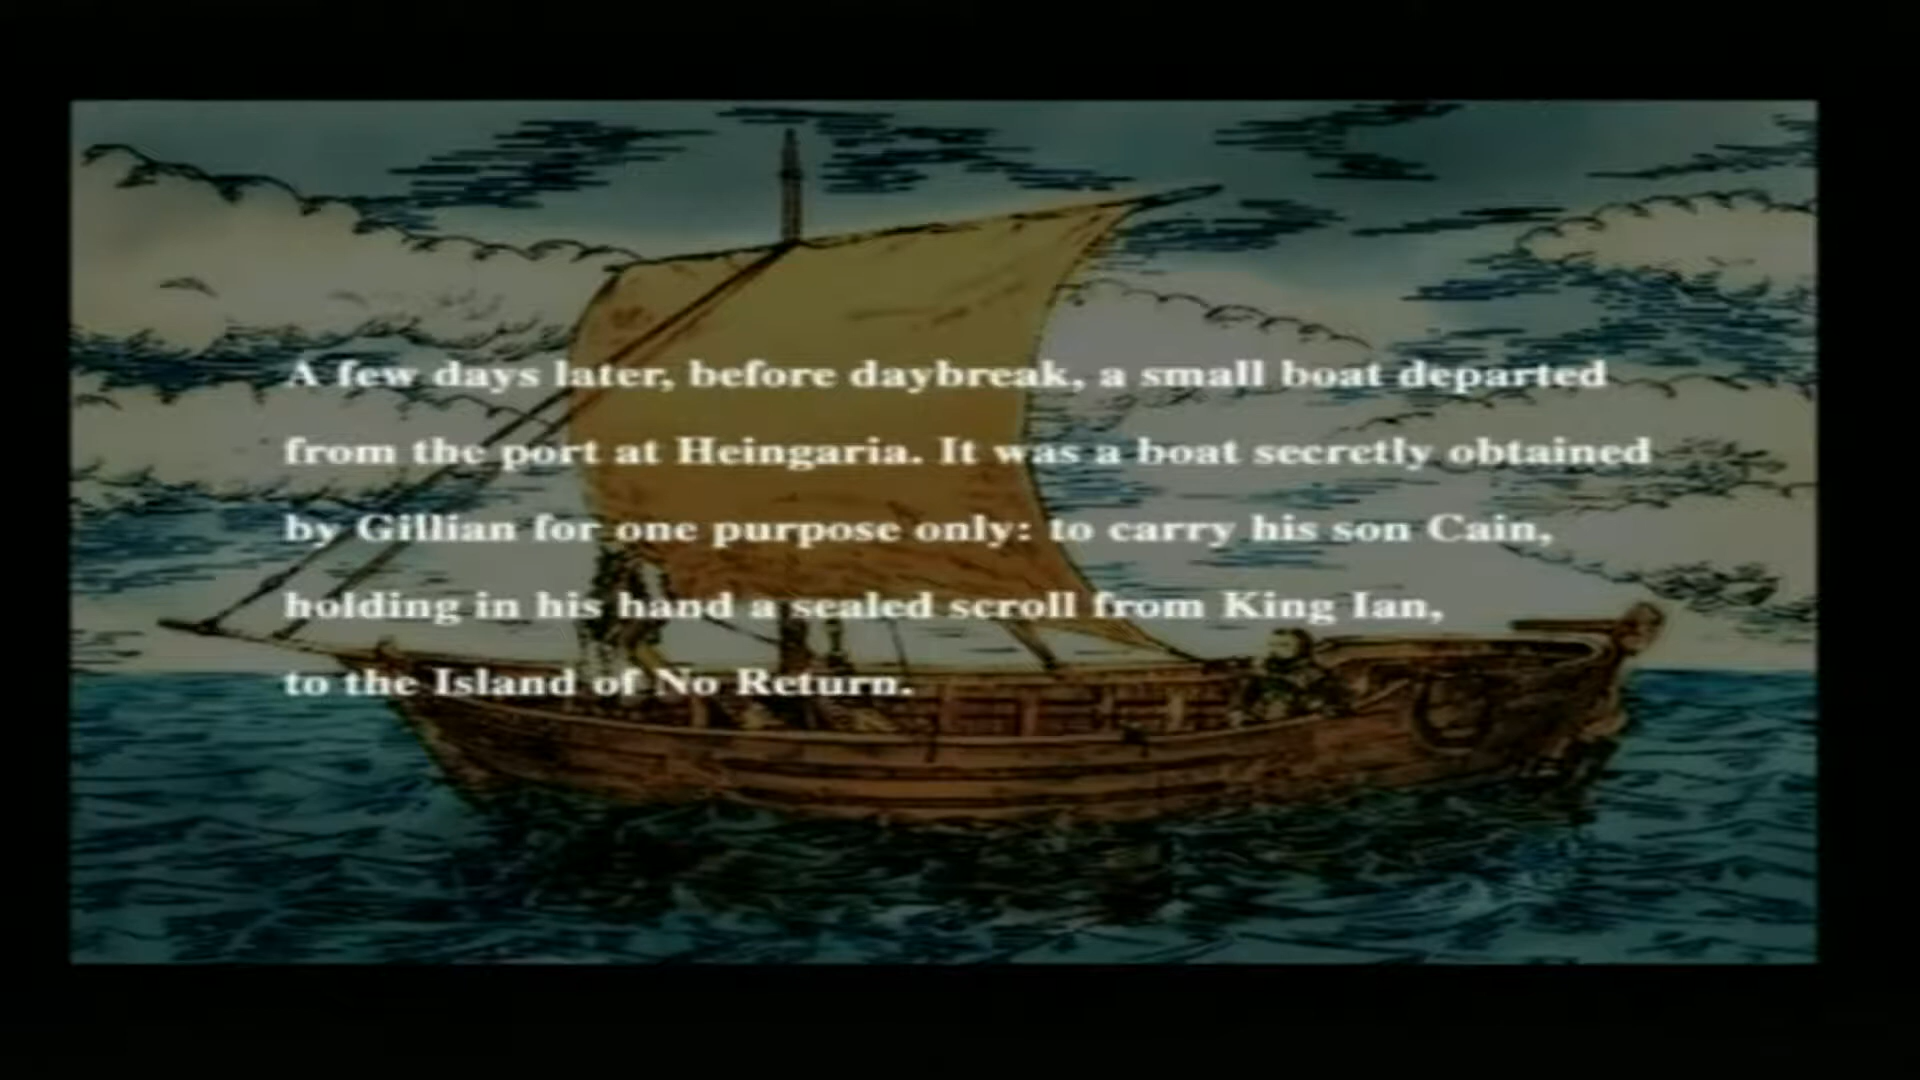 A few days later, before daybreak, a small boat departed
from the port at Heingaria. It was a boat secretly obtained
by Gillian for one purpose only: to carry his son Cain,
holding in his hand a sealed scroll from King Ian,
to the Island of No Return.